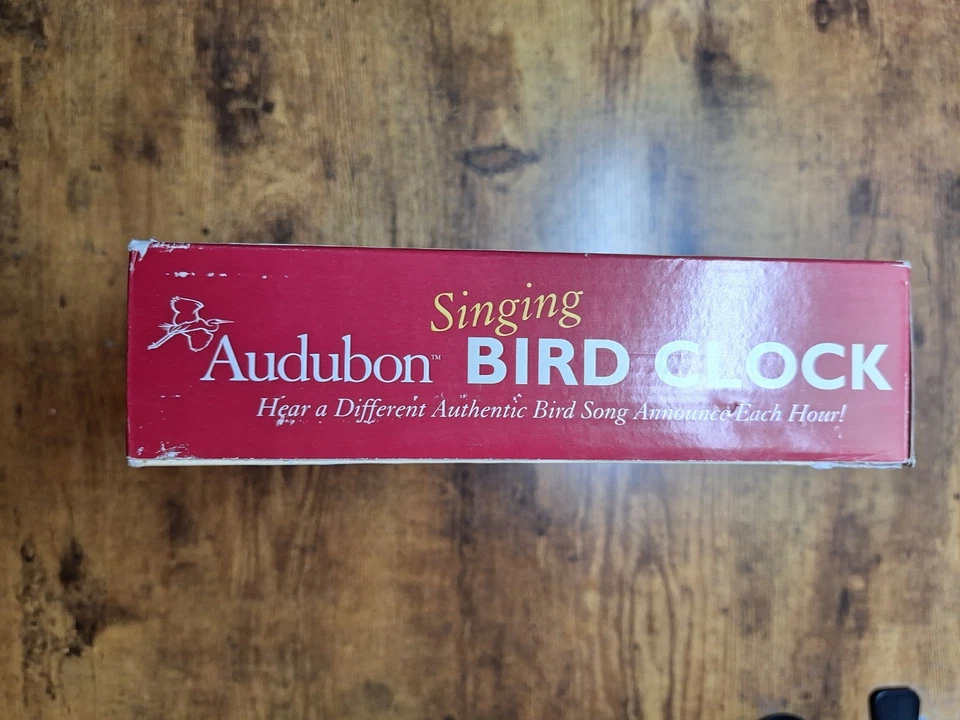 Singing
Audubon™ BIRD CLOCK
Hear a Different Authentic Bird Song Announce Each Hour!